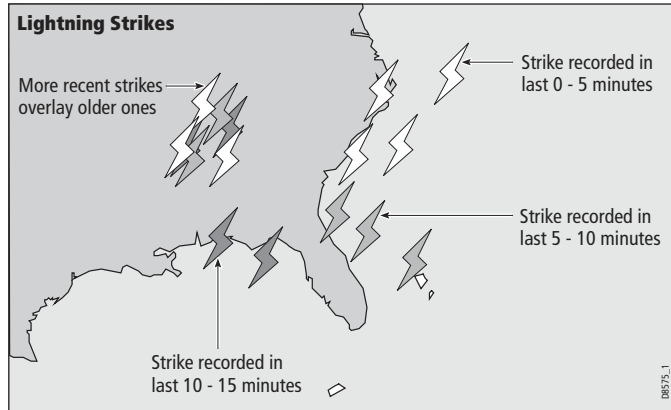 Lightning Strikes
More recent strikes
overlay older ones
Strike recorded in
last 0 - 5 minutes
Strike recorded in
last 5 - 10 minutes
Strike recorded in
last 10 - 15 minutes
D8575_1